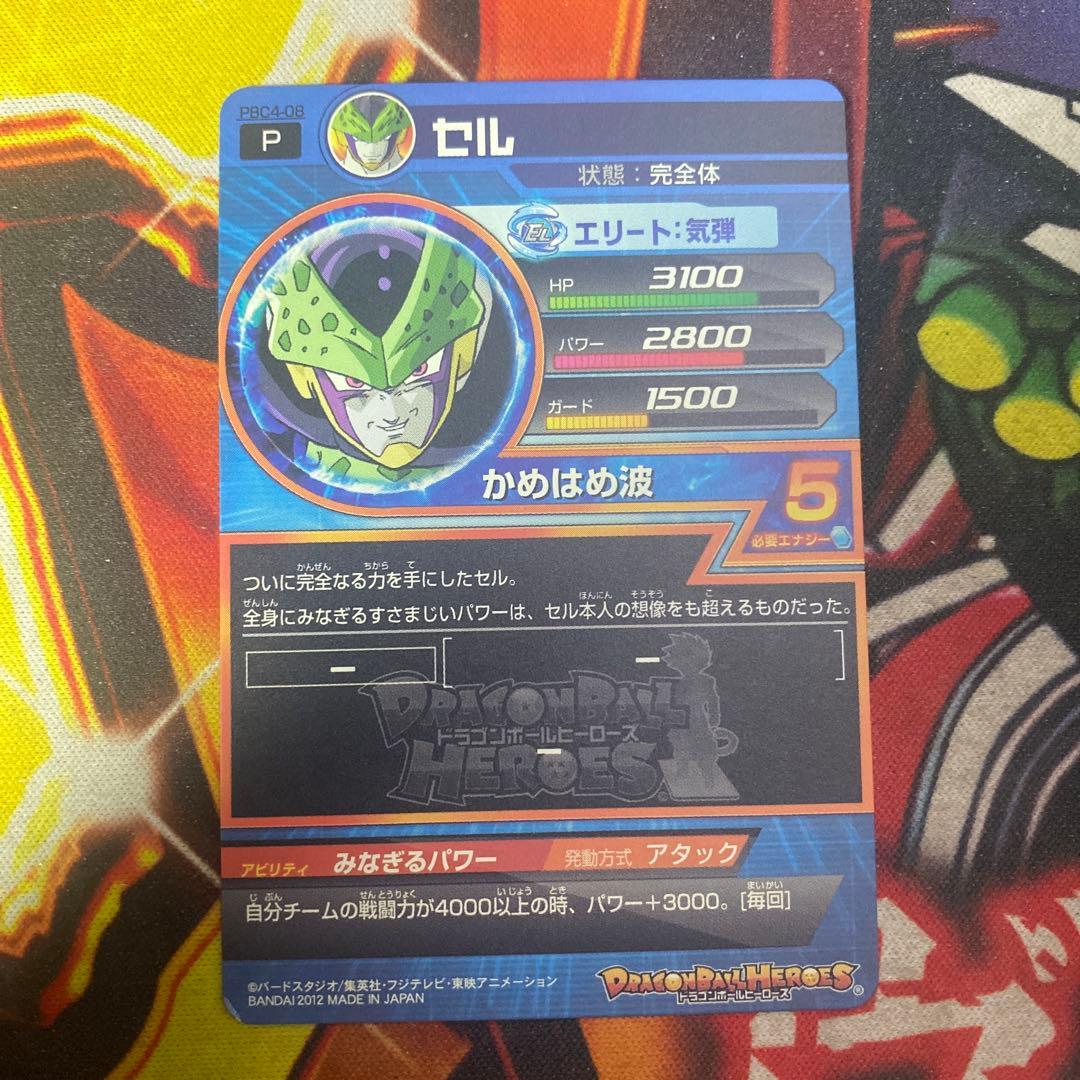 PBC4-08
P
セル
状態：完全体
EL
エリート：気弾
HP 3100
パワー 2800
ガード 1500
かめはめ波
5
必要エナジー
ついに完全なる力を手にしたセル。
全身にみなぎるすさまじいパワーは、セル本人の想像をも超えるものだった。
DRAGONBALL
ドラゴンボールヒーローズ
HEROES
アビリティ みなぎるパワー 発動方式 アタック
自分チームの戦闘力が4000以上の時、パワー＋3000。[毎回]
©バードスタジオ/集英社・フジテレビ・東映アニメーション
BANDAI 2012 MADE IN JAPAN
DRAGONBALL HEROES®
ドラゴンボールヒーローズ